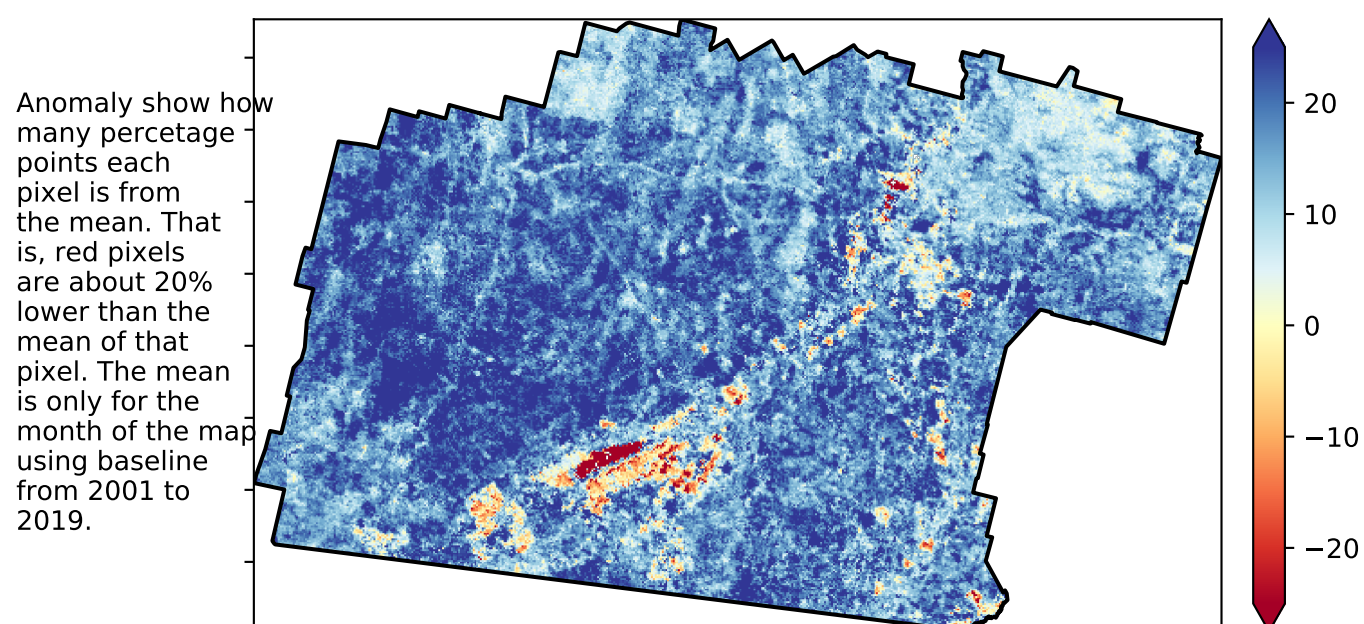 Anomaly show how
many percetage
points each
pixel is from
the mean. That
is, red pixels
are about 20%
lower than the
mean of that
pixel. The mean
is only for the
month of the map
using baseline
from 2001 to
2019.
20
10
0
−10
−20